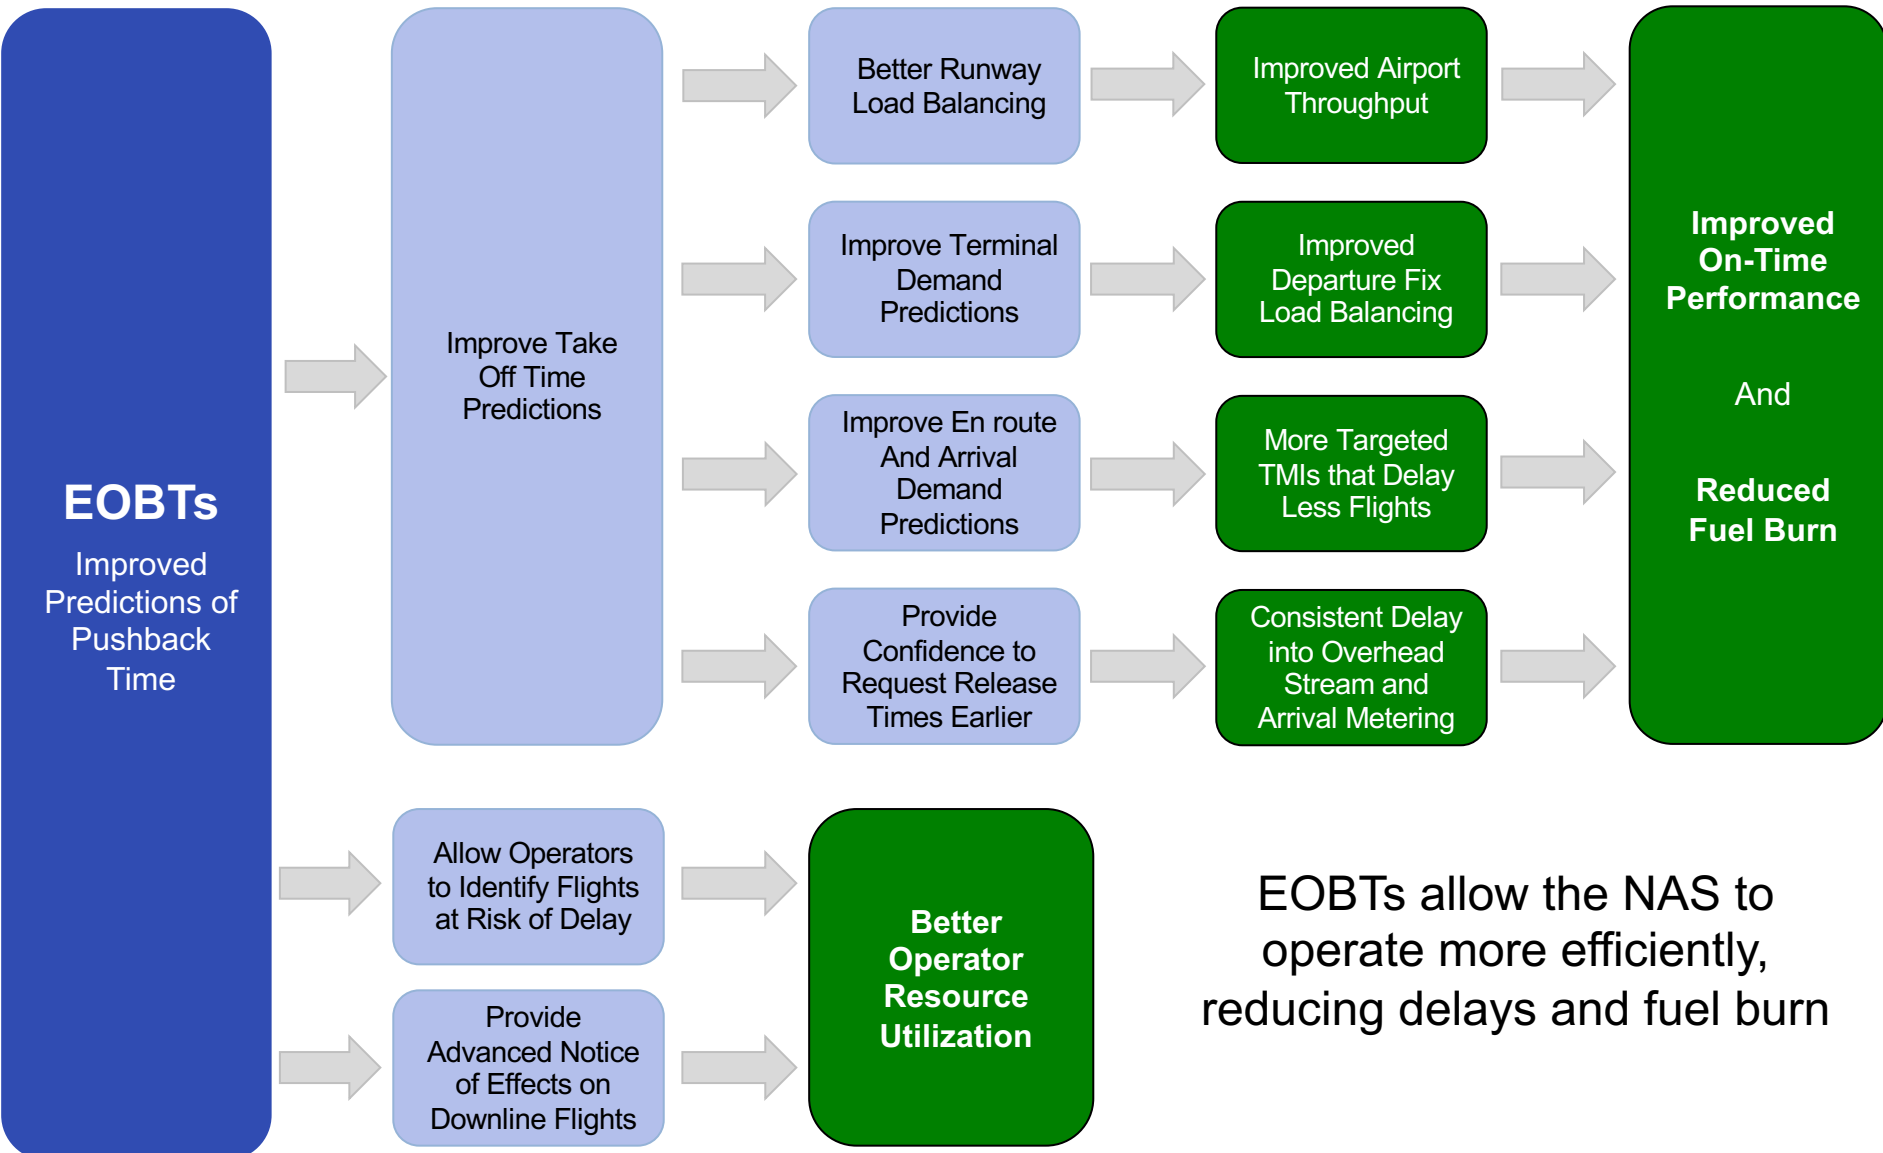 EOBTs
Improved
Predictions of
Pushback
Time
Improve Take
Off Time
Predictions
Better Runway
Load Balancing
Improved Airport
Throughput
Improve Terminal
Demand
Predictions
Improved
Departure Fix
Load Balancing
Improve En route
And Arrival
Demand
Predictions
More Targeted
TMIs that Delay
Less Flights
Provide
Confidence to
Request Release
Times Earlier
Consistent Delay
into Overhead
Stream and
Arrival Metering
Improved
On-Time
Performance
And
Reduced
Fuel Burn
Allow Operators
to Identify Flights
at Risk of Delay
Provide
Advanced Notice
of Effects on
Downline Flights
Better
Operator
Resource
Utilization
EOBTs allow the NAS to
operate more efficiently,
reducing delays and fuel burn